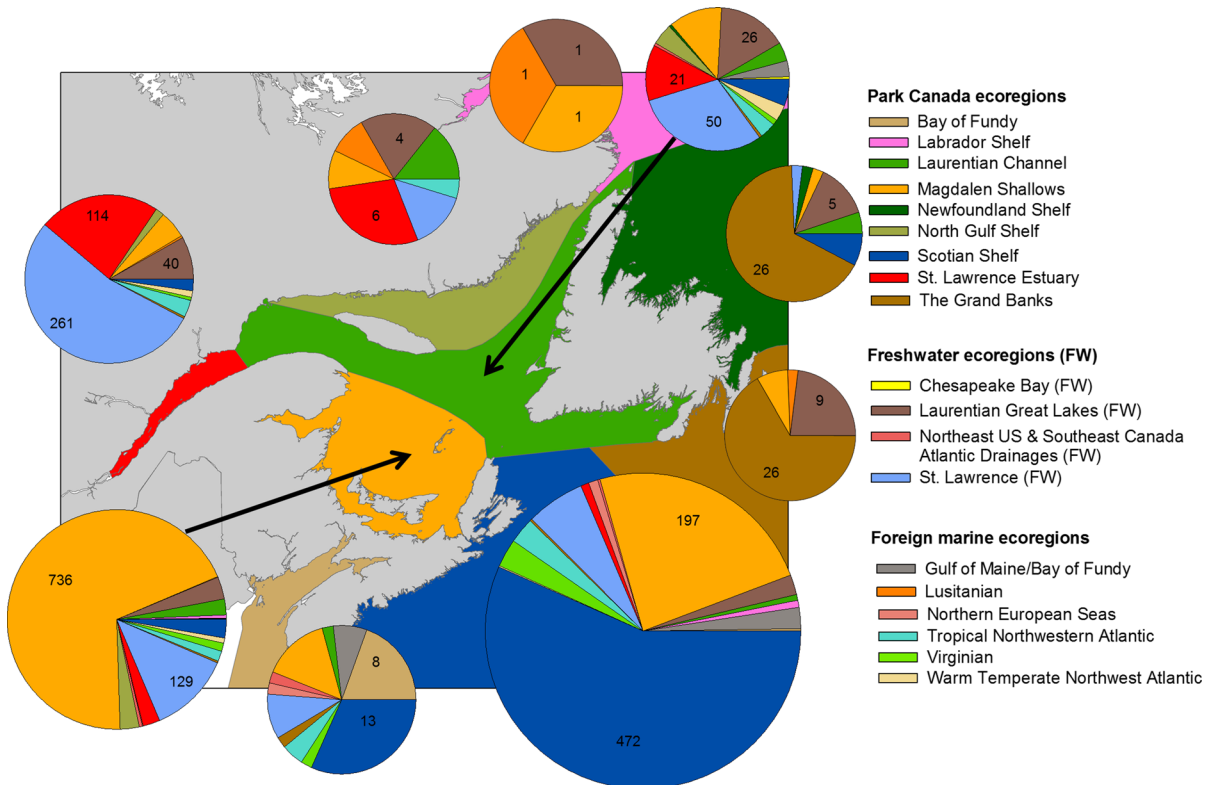 1
1
1
26
21
50
4
6
114
40
261
5
26
9
26
736
129
8
13
197
472
Park Canada ecoregions
Bay of Fundy
Labrador Shelf
Laurentian Channel
Magdalen Shallows
Newfoundland Shelf
North Gulf Shelf
Scotian Shelf
St. Lawrence Estuary
The Grand Banks
Freshwater ecoregions (FW)
Chesapeake Bay (FW)
Laurentian Great Lakes (FW)
Northeast US & Southeast Canada
Atlantic Drainages (FW)
St. Lawrence (FW)
Foreign marine ecoregions
Gulf of Maine/Bay of Fundy
Lusitanian
Northern European Seas
Tropical Northwestern Atlantic
Virginian
Warm Temperate Northwest Atlantic